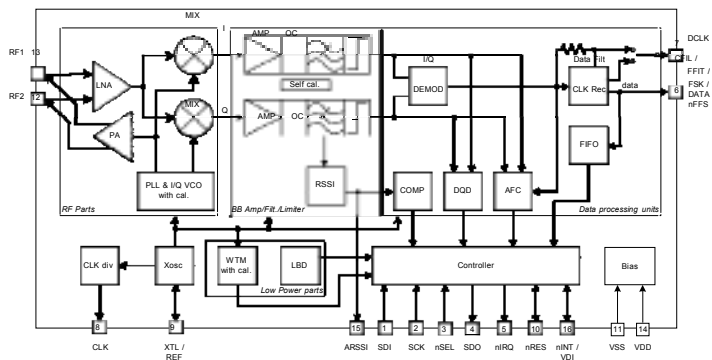 MIX I AMP OC 7 DCLK
RF1 13 CFIL /
I/Q Data Filt
FFIT /
LNA Self cal. DEMOD CLK Rec FSK /
RF2 12 data 6 DATA
Q MIX nFFS
PA AMP OC
FIFO
RSSI
PLL & I/Q VCO with cal. COMP DQD AFC
RF Parts BB Amp/Filt./Limiter Data processing units
CLK div Xosc WTM with cal. LBD Controller Bias
Low Power parts
8 9 15 1 2 3 4 5 10 16 11 14
CLK XTL / REF ARSSI SDI SCK nSEL SDO nIRQ nRES nINT / VDI VSS VDD